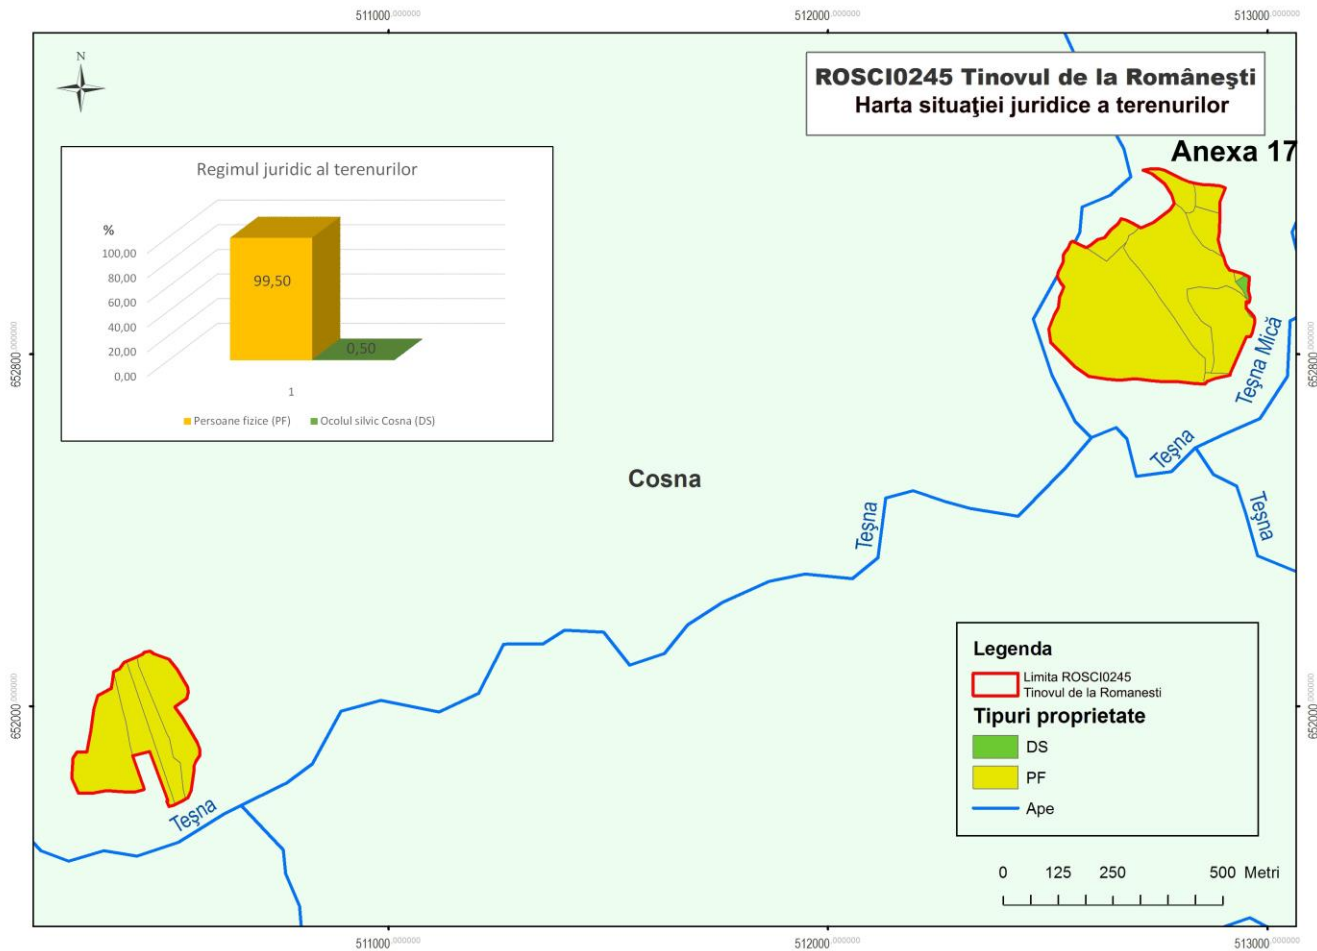 511000,000000
512000,000000
513000,000000
N
ROSCI0245 Tinovul de la Româneşti
Harta situaţiei juridice a terenurilor
Anexa 17
Regimul juridic al terenurilor
%
100,00
80,00
60,00
40,00
20,00
0,00
99,50
0,50
1
Persoane fizice (PF)
Ocolul silvic Cosna (DS)
652800,000000
652800,000000
Teşna Mică
Teşna
Cosna
Teşna
Teşna
Legenda
Limita ROSCI0245
Tinovul de la Romanesti
Tipuri proprietate
DS
PF
Ape
652000,000000
652000,000000
Teşna
0 125 250 500 Metri
511000,000000
512000,000000
513000,000000